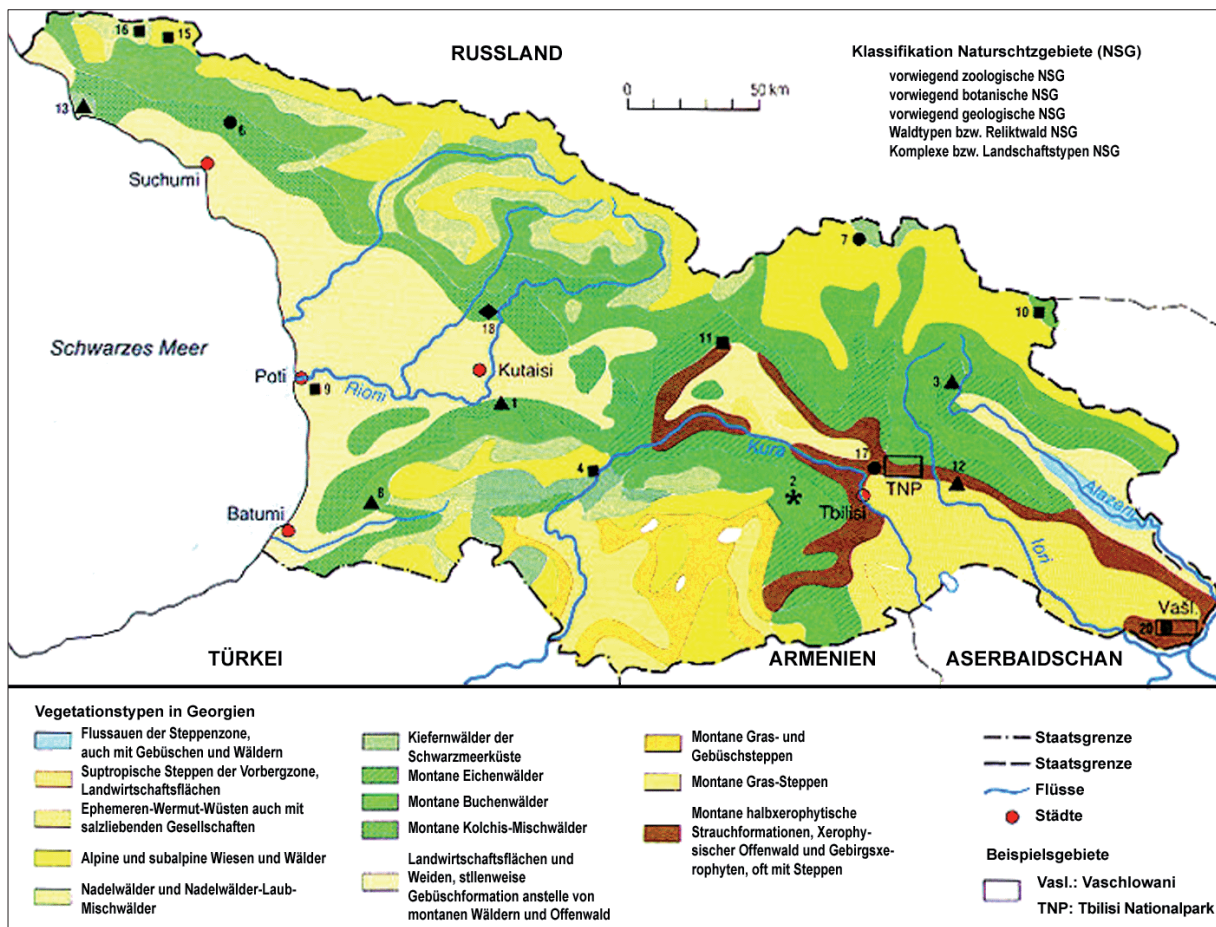 16
15
RUSSLAND
Klassifikation Naturschtzgebiete (NSG)
vorwiegend zoologische NSG
vorwiegend botanische NSG
vorwiegend geologische NSG
Waldtypen bzw. Reliktwald NSG
Komplexe bzw. Landschaftstypen NSG
0 50 km
13
6
Suchumi
7
10
18
11
Schwarzes Meer
Poti
Rioni
Kutaisi
9
1
3
Kura
17
TNP
12
4
2
Tbilisi
8
Batumi
Alazani
Iori
Vašl.
20
TÜRKEI
ARMENIEN
ASERBAIDSCHAN
Vegetationstypen in Georgien
Flussauen der Steppenzone,
auch mit Gebüschen und Wäldern
Suptropische Steppen der Vorbergzone,
Landwirtschaftsflächen
Ephemeren-Wermut-Wüsten auch mit
salzliebenden Gesellschaften
Alpine und subalpine Wiesen und Wälder
Nadelwälder und Nadelwälder-Laub-
Mischwälder
Kiefernwälder der
Schwarzmeerküste
Montane Eichenwälder
Montane Buchenwälder
Montane Kolchis-Mischwälder
Landwirtschaftsflächen und
Weiden, stllenweise
Gebüschformation anstelle von
montanen Wäldern und Offenwald
Montane Gras- und
Gebüschsteppen
Montane Gras-Steppen
Montane halbxerophytische
Strauchformationen, Xerophy-
sischer Offenwald und Gebirgsxe-
rophyten, oft mit Steppen
Staatsgrenze
Staatsgrenze
Flüsse
Städte
Beispielsgebiete
Vasl.: Vaschlowani
TNP: Tbilisi Nationalpark